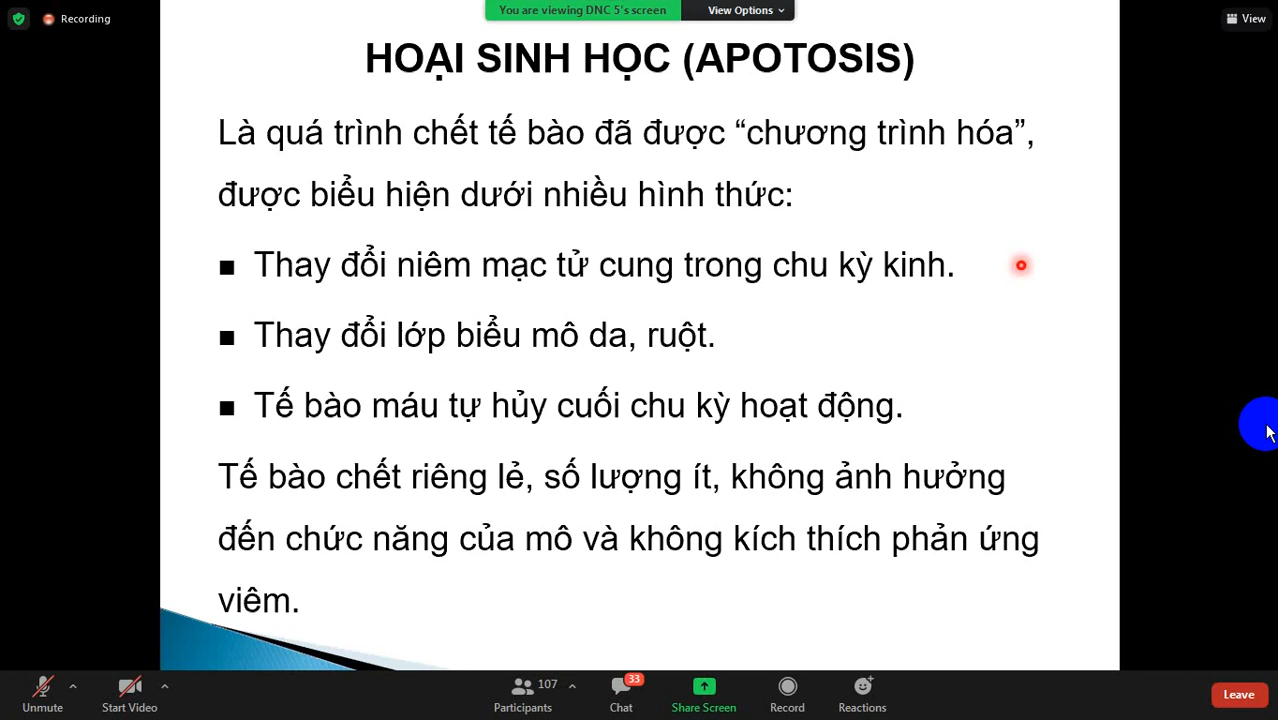 You are viewing DNC 5's screen
View Options
Recording
View
HOẠI SINH HỌC (APOTOSIS)
Là quá trình chết tế bào đã được “chương trình hóa”,
được biểu hiện dưới nhiều hình thức:
▪ Thay đổi niêm mạc tử cung trong chu kỳ kinh.
▪ Thay đổi lớp biểu mô da, ruột.
▪ Tế bào máu tự hủy cuối chu kỳ hoạt động.
Tế bào chết riêng lẻ, số lượng ít, không ảnh hưởng
đến chức năng của mô và không kích thích phản ứng
viêm.
107
33
Unmute
Start Video
Participants
Chat
Share Screen
Record
Reactions
Leave